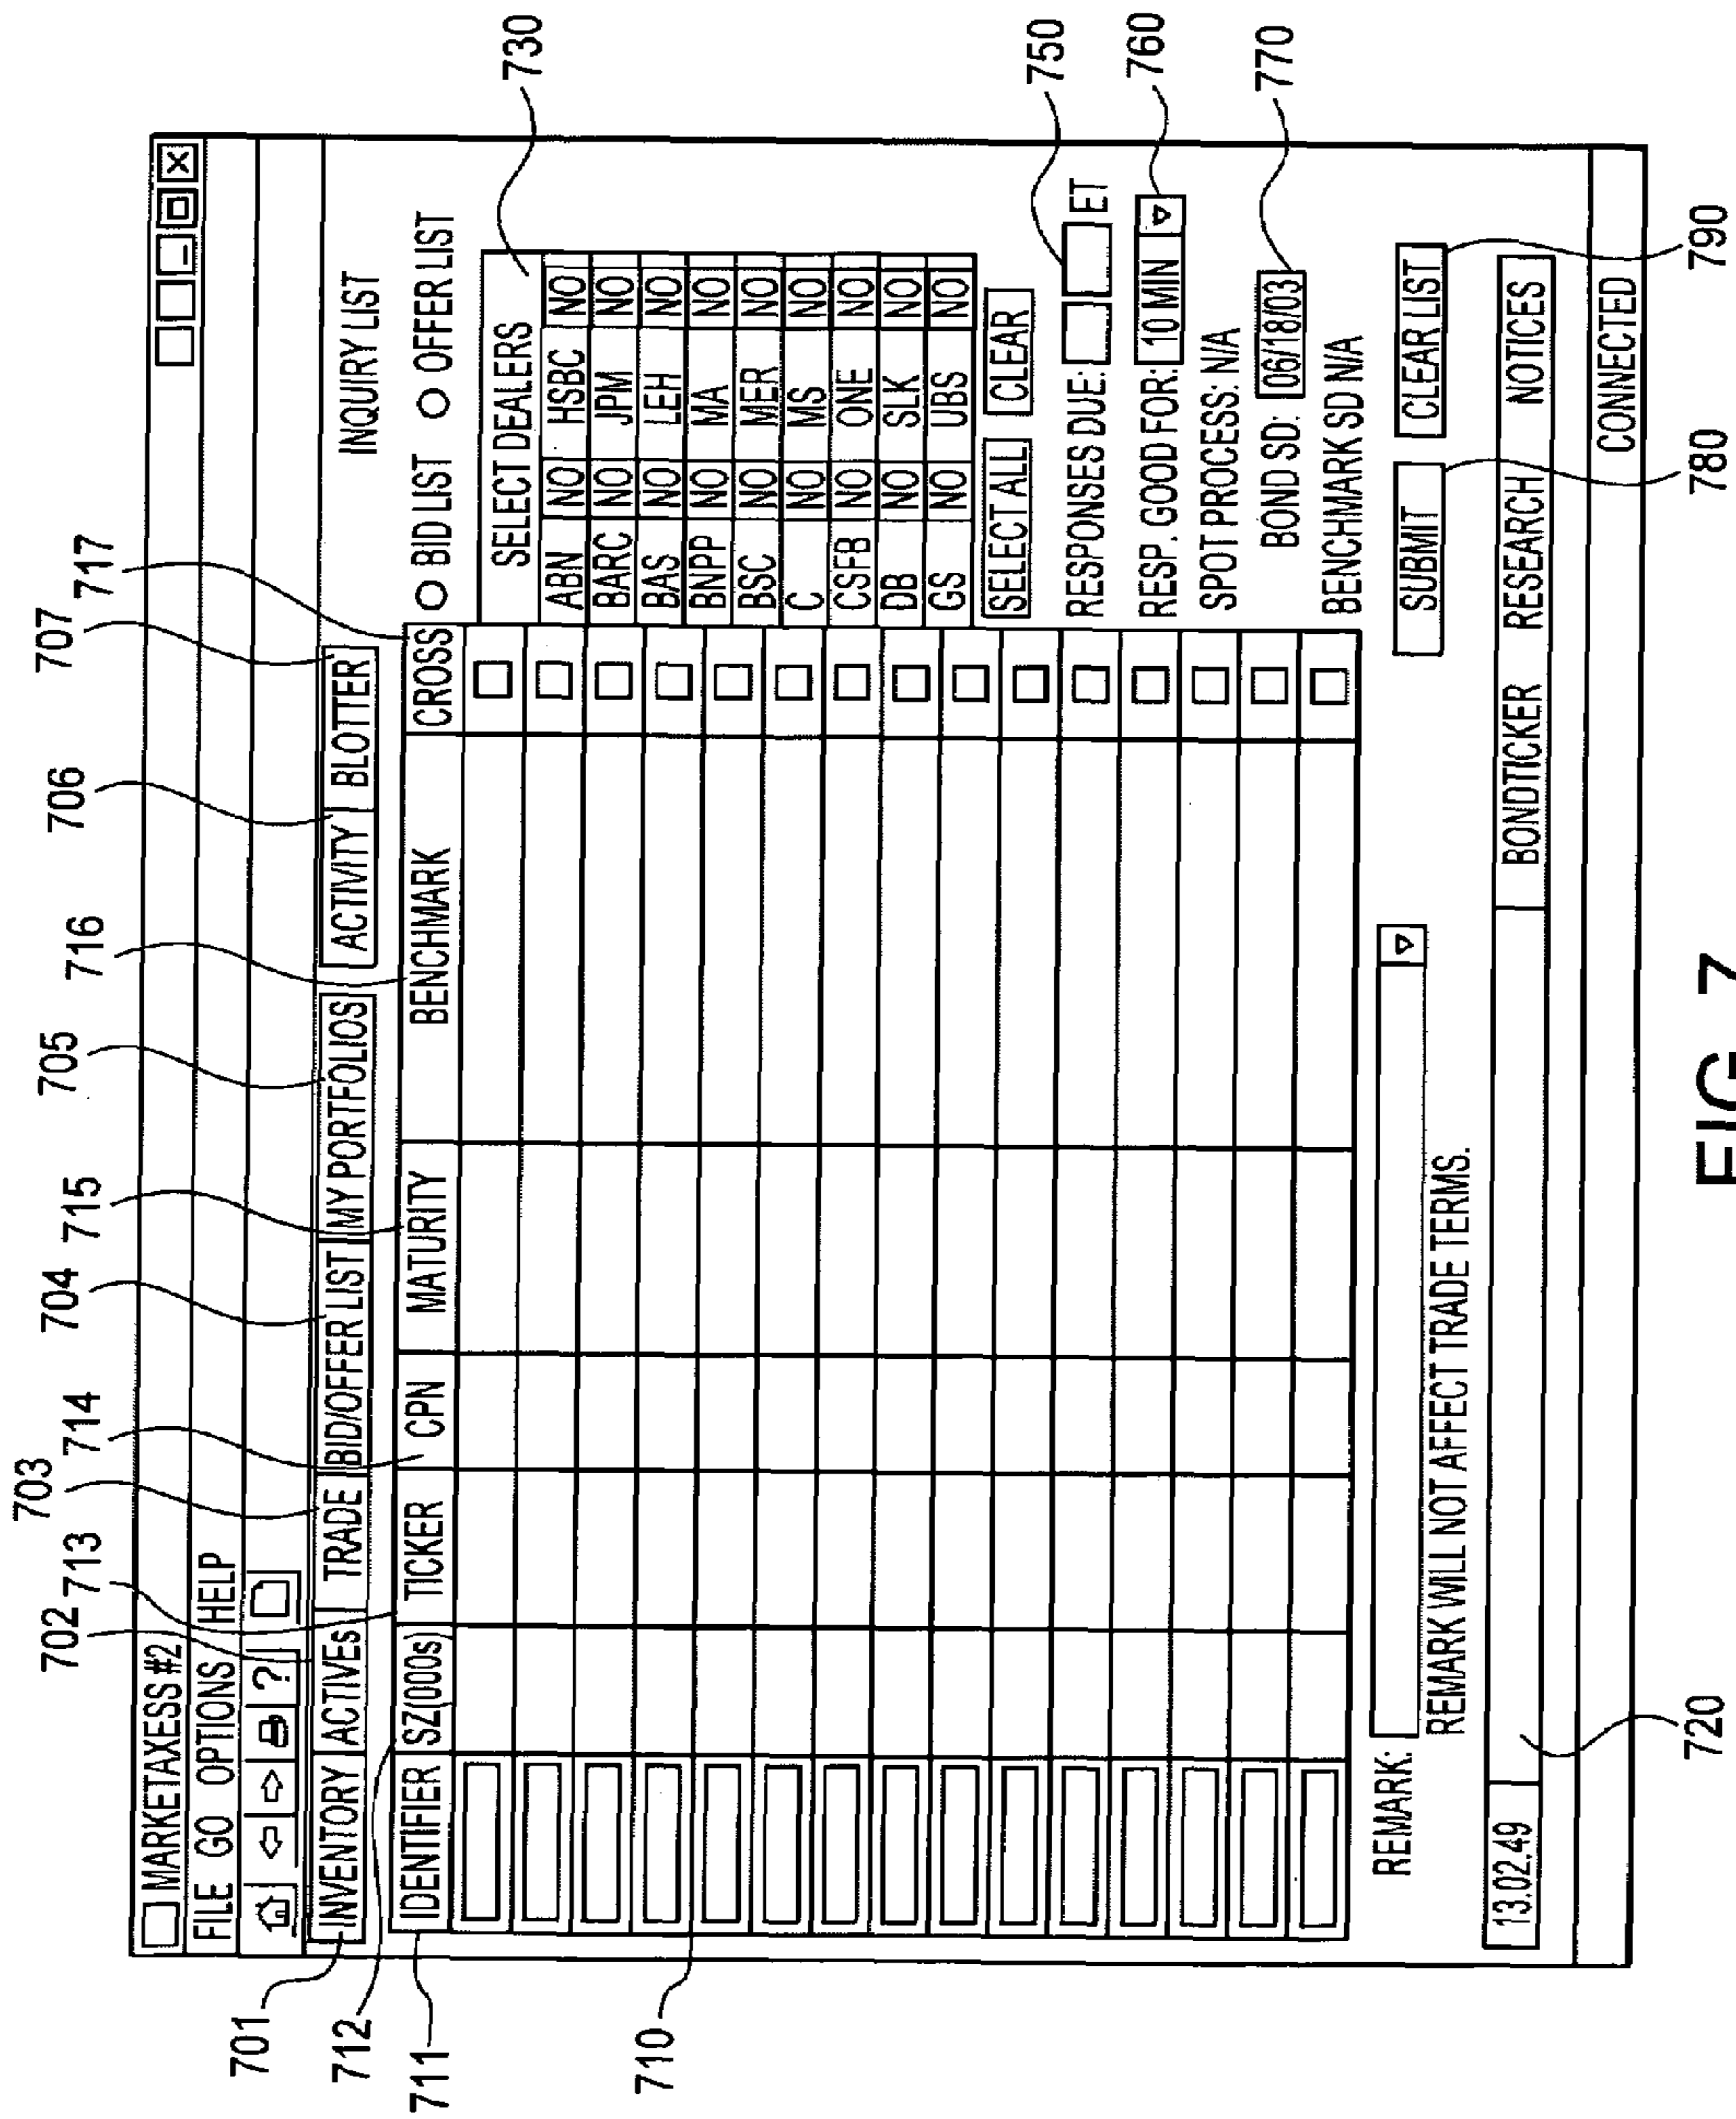 703
702 713 714 704 715 705 716 706 707 717
MARKETAXESS #2
FILE GO OPTIONS HELP
?
701
INVENTORY ACTIVEs TRADE BID/OFFER LIST MY PORTFOLIOS ACTIVITY BLOTTER
INQUIRY LIST
712
711
IDENTIFIER SZ(000s) TICKER CPN MATURITY BENCHMARK CROSS
BID LIST OFFER LIST
710
SELECT DEALERS
730
ABN NO HSBC NO
BARC NO JPM NO
BAS NO LEH NO
BNPP NO MA NO
BSC NO MER NO
C NO MS NO
CSFB NO ONE NO
DB NO SLK NO
GS NO UBS NO
SELECT ALL CLEAR
RESPONSES DUE: ET
750
RESP. GOOD FOR: 10 MIN
760
SPOT PROCESS: N/A
BOND SD: 06/18/03
770
BENCHMARK SD N/A
REMARK:
REMARK WILL NOT AFFECT TRADE TERMS.
SUBMIT CLEAR LIST
13.02.49 BONDTICKER RESEARCH NOTICES
CONNECTED
720 780 790
FIG. 7